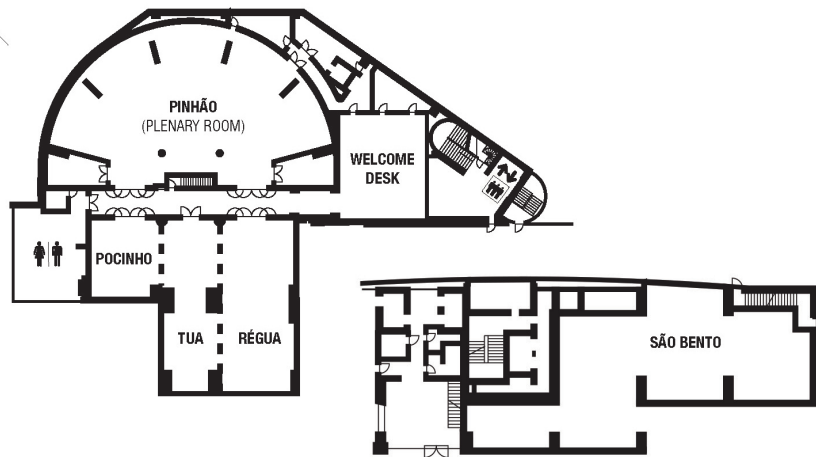 PINHÃO
(PLENARY ROOM)
WELCOME
DESK
POCINHO
TUA
RÉGUA
SÃO BENTO